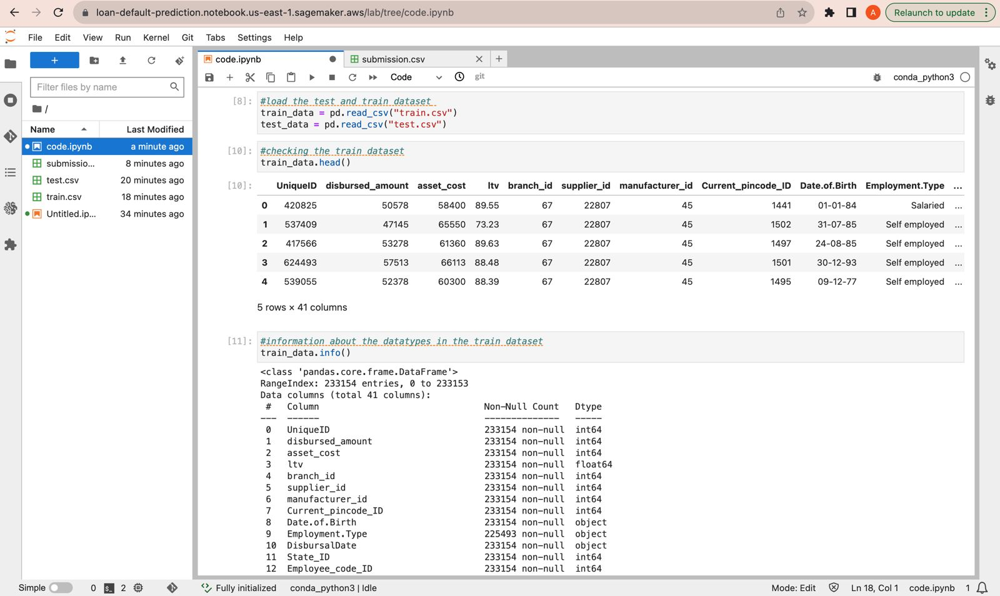 loan-default-prediction.notebook.us-east-1.sagemaker.aws/lab/tree/code.ipynb
A
Relaunch to update
File Edit View Run Kernel Git Tabs Settings Help
+
Filter files by name
/
Name Last Modified
code.ipynb a minute ago
submissio... 8 minutes ago
test.csv 20 minutes ago
train.csv 18 minutes ago
Untitled.ip... 34 minutes ago
code.ipynb submission.csv
Code git conda_python3
[8]: #load the test and train dataset
train_data = pd.read_csv("train.csv")
test_data = pd.read_csv("test.csv")
[10]: #checking the train dataset
train_data.head()
[10]: UniqueID disbursed_amount asset_cost ltv branch_id supplier_id manufacturer_id Current_pincode_ID Date.of.Birth Employment.Type ...
0 420825 50578 58400 89.55 67 22807 45 1441 01-01-84 Salaried ...
1 537409 47145 65550 73.23 67 22807 45 1502 31-07-85 Self employed ...
2 417566 53278 61360 89.63 67 22807 45 1497 24-08-85 Self employed ...
3 624493 57513 66113 88.48 67 22807 45 1501 30-12-93 Self employed ...
4 539055 52378 60300 88.39 67 22807 45 1495 09-12-77 Self employed ...
5 rows × 41 columns
[11]: #information about the datatypes in the train dataset
train_data.info()
<class 'pandas.core.frame.DataFrame'>
RangeIndex: 233154 entries, 0 to 233153
Data columns (total 41 columns):
# Column Non-Null Count Dtype
--- ------ -------------- -----
0 UniqueID 233154 non-null int64
1 disbursed_amount 233154 non-null int64
2 asset_cost 233154 non-null int64
3 ltv 233154 non-null float64
4 branch_id 233154 non-null int64
5 supplier_id 233154 non-null int64
6 manufacturer_id 233154 non-null int64
7 Current_pincode_ID 233154 non-null int64
8 Date.of.Birth 233154 non-null object
9 Employment.Type 225493 non-null object
10 DisbursalDate 233154 non-null object
11 State_ID 233154 non-null int64
12 Employee_code_ID 233154 non-null int64
Simple 0 2 Fully initialized conda_python3 | Idle Mode: Edit Ln 18, Col 1 code.ipynb 1